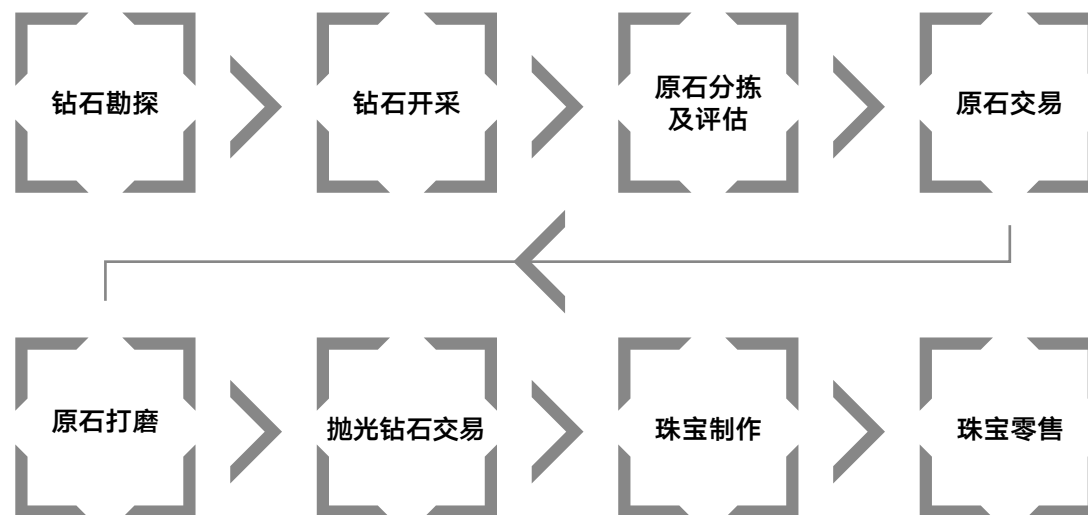 钻石勘探
钻石开采
原石分拣
及评估
原石交易
原石打磨
抛光钻石交易
珠宝制作
珠宝零售